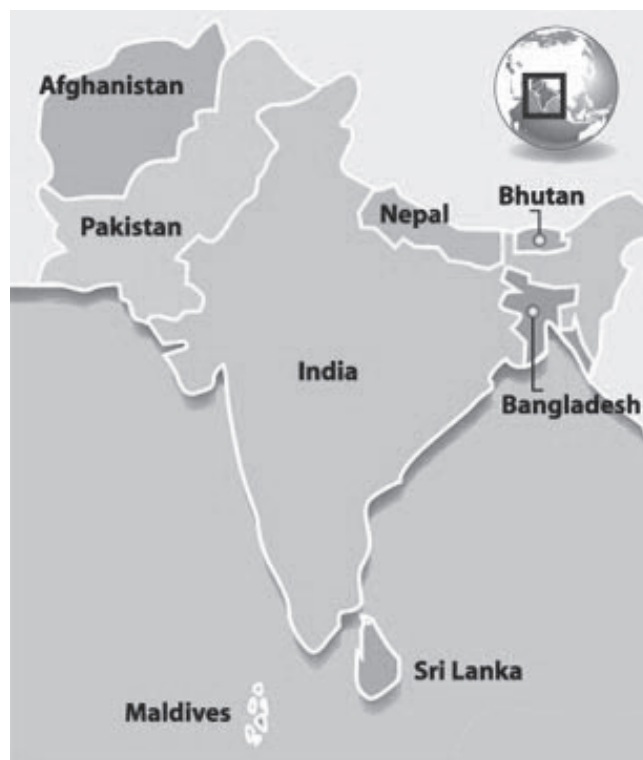 Afghanistan
Bhutan
Nepal
Pakistan
India
Bangladesh
Sri Lanka
Maldives